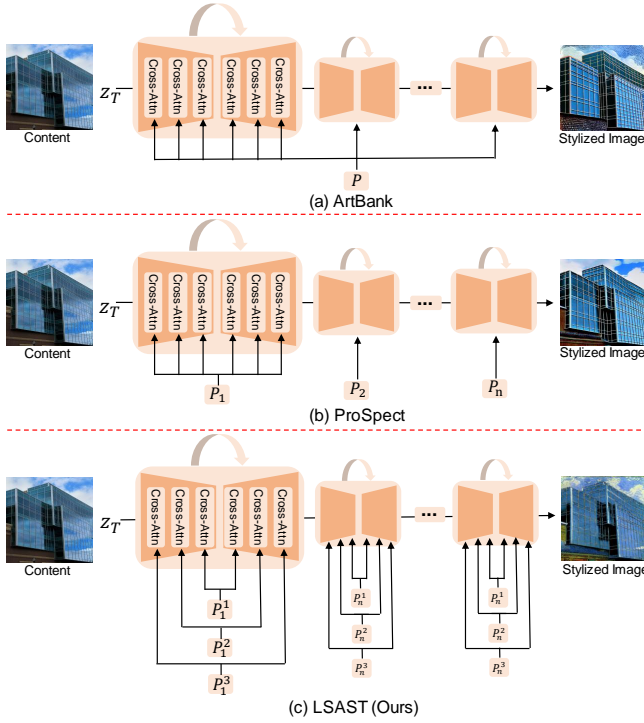 Z_T
Cross-Attn
Cross-Attn
Cross-Attn
Cross-Attn
Cross-Attn
Cross-Attn
...
Content
Stylized Image
P
(a) ArtBank
Z_T
Cross-Attn
Cross-Attn
Cross-Attn
Cross-Attn
Cross-Attn
Cross-Attn
...
Content
Stylized Image
P_1
P_2
P_n
(b) ProSpect
Z_T
Cross-Attn
Cross-Attn
Cross-Attn
Cross-Attn
Cross-Attn
Cross-Attn
...
Content
Stylized Image
P_1^1
P_n^1
P_n^1
P_1^2
P_n^2
P_n^2
P_1^3
P_n^3
P_n^3
(c) LSAST (Ours)